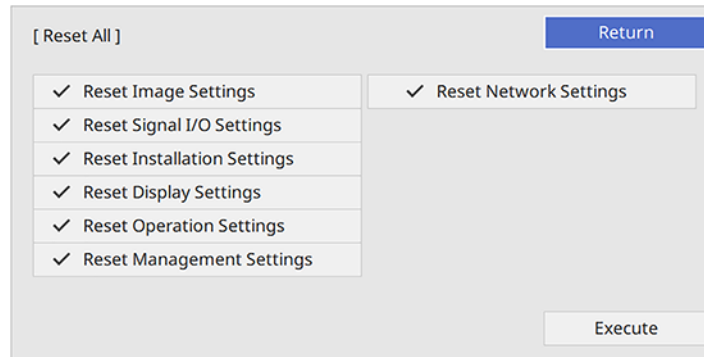 [ Reset All ]
Return
Reset Image Settings
Reset Signal I/O Settings
Reset Installation Settings
Reset Display Settings
Reset Operation Settings
Reset Management Settings
Reset Network Settings
Execute